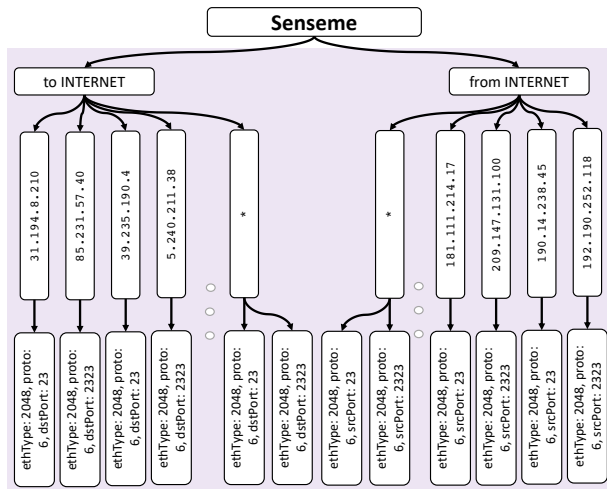 Senseme
to INTERNET
from INTERNET
31.194.8.210
85.231.57.40
39.235.190.4
5.240.211.38
*
*
181.111.214.17
209.147.131.100
190.14.238.45
192.190.252.118
ethType: 2048, proto:
6, dstPort: 23
ethType: 2048, proto:
6, dstPort: 2323
ethType: 2048, proto:
6, dstPort: 23
ethType: 2048, proto:
6, dstPort: 2323
ethType: 2048, proto:
6, dstPort: 23
ethType: 2048, proto:
6, dstPort: 2323
ethType: 2048, proto:
6, srcPort: 23
ethType: 2048, proto:
6, srcPort: 2323
ethType: 2048, proto:
6, srcPort: 23
ethType: 2048, proto:
6, srcPort: 2323
ethType: 2048, proto:
6, srcPort: 23
ethType: 2048, proto:
6, srcPort: 2323